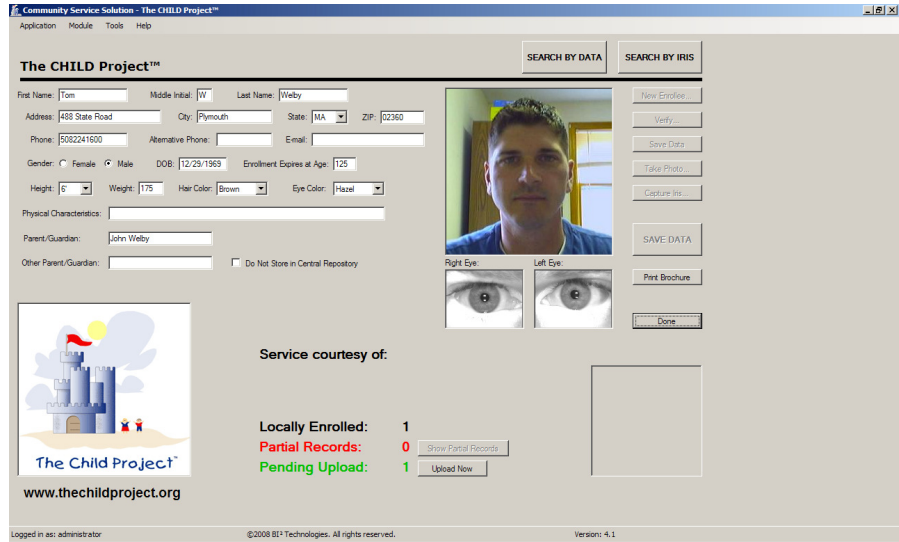 Community Service Solution - The CHILD Project™
Application Module Tools Help
The CHILD Project™
SEARCH BY DATA
SEARCH BY IRIS
First Name: Tom Middle Initial: W Last Name: Welby
Address: 488 State Road City: Plymouth State: MA ZIP: 02360
Phone: 5082241600 Alternative Phone: E-mail:
Gender: Female Male DOB: 12/29/1969 Enrollment Expires at Age: 125
Height: 6' Weight: 175 Hair Color: Brown Eye Color: Hazel
Physical Characteristics:
Parent/Guardian: John Welby
Other Parent/Guardian: Do Not Store in Central Repository
New Enrollee...
Verify...
Save Data
Take Photo...
Capture Iris...
SAVE DATA
Right Eye: Left Eye:
Print Brochure
Done
The Child Project™
www.thechildproject.org
Service courtesy of:
Locally Enrolled: 1
Partial Records: 0 Show Partial Records
Pending Upload: 1 Upload Now
Logged in as: administrator ©2008 BI² Technologies. All rights reserved. Version: 4.1